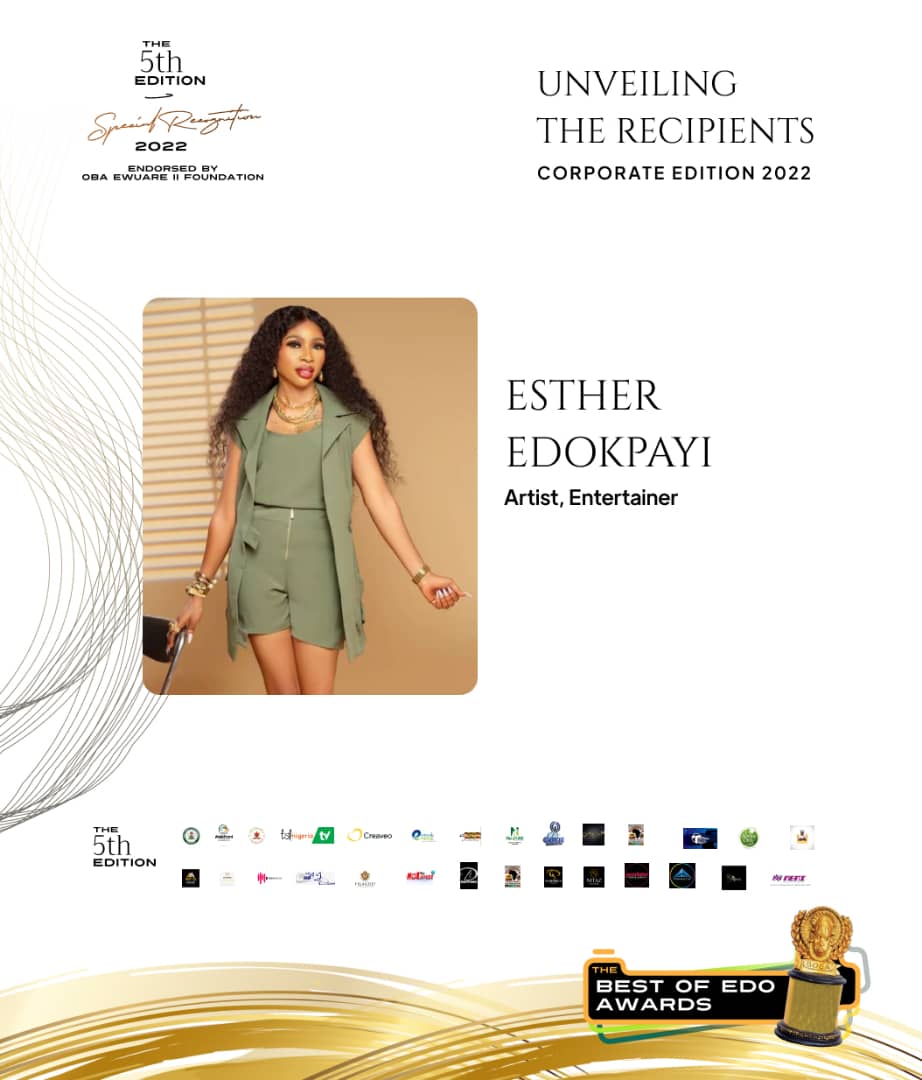 THE
5th
EDITION
Special Recognition
2022
ENDORSED BY
OBA EWUARE II FOUNDATION
UNVEILING
THE RECIPIENTS
CORPORATE EDITION 2022
ESTHER
EDOKPAYI
Artist, Entertainer
THE
5th
EDITION
tv
Creaveo
THE
BEST OF EDO
AWARDS